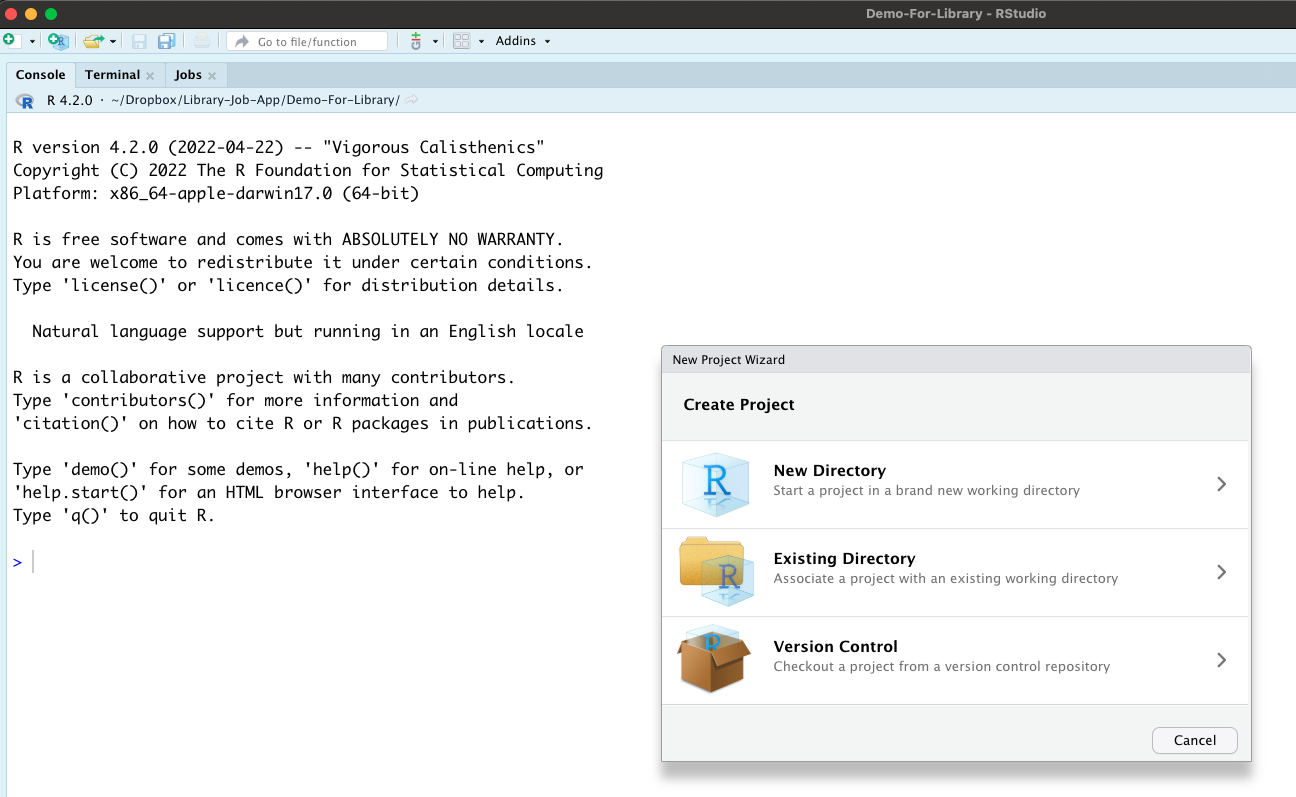 Demo-For-Library - RStudio
Go to file/function
Addins
Console Terminal Jobs
R 4.2.0 · ~/Dropbox/Library-Job-App/Demo-For-Library/
R version 4.2.0 (2022-04-22) -- "Vigorous Calisthenics"
Copyright (C) 2022 The R Foundation for Statistical Computing
Platform: x86_64-apple-darwin17.0 (64-bit)
R is free software and comes with ABSOLUTELY NO WARRANTY.
You are welcome to redistribute it under certain conditions.
Type 'license()' or 'licence()' for distribution details.
Natural language support but running in an English locale
R is a collaborative project with many contributors.
Type 'contributors()' for more information and
'citation()' on how to cite R or R packages in publications.
Type 'demo()' for some demos, 'help()' for on-line help, or
'help.start()' for an HTML browser interface to help.
Type 'q()' to quit R.
>
New Project Wizard
Create Project
R
New Directory
Start a project in a brand new working directory
R
Existing Directory
Associate a project with an existing working directory
R
Version Control
Checkout a project from a version control repository
Cancel